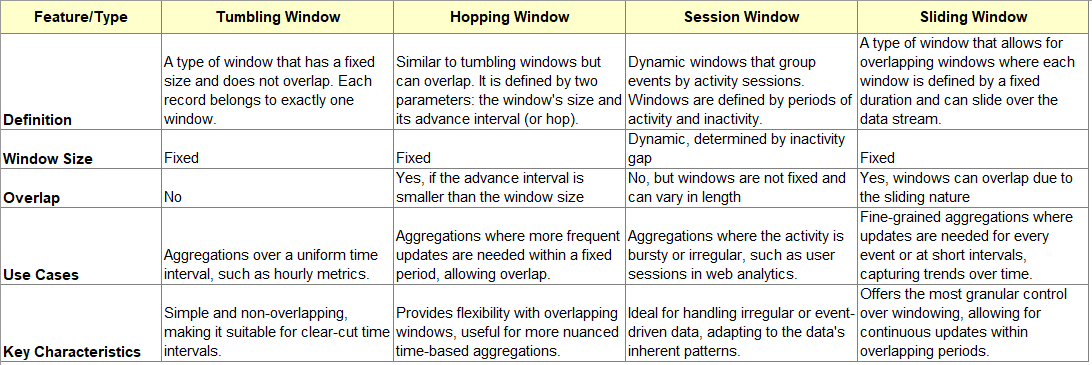 Feature/Type
Tumbling Window
Hopping Window
Session Window
Sliding Window
Definition
A type of window that has a fixed
size and does not overlap. Each
record belongs to exactly one
window.
Similar to tumbling windows but
can overlap. It is defined by two
parameters: the window's size and
its advance interval (or hop).
Dynamic windows that group
events by activity sessions.
Windows are defined by periods of
activity and inactivity.
A type of window that allows for
overlapping windows where each
window is defined by a fixed
duration and can slide over the
data stream.
Window Size
Fixed
Fixed
Dynamic, determined by inactivity
gap
Fixed
Overlap
No
Yes, if the advance interval is
smaller than the window size
No, but windows are not fixed and
can vary in length
Yes, windows can overlap due to
the sliding nature
Use Cases
Aggregations over a uniform time
interval, such as hourly metrics.
Aggregations where more frequent
updates are needed within a fixed
period, allowing overlap.
Aggregations where the activity is
bursty or irregular, such as user
sessions in web analytics.
Fine-grained aggregations where
updates are needed for every
event or at short intervals,
capturing trends over time.
Key Characteristics
Simple and non-overlapping,
making it suitable for clear-cut time
intervals.
Provides flexibility with overlapping
windows, useful for more nuanced
time-based aggregations.
Ideal for handling irregular or event-
driven data, adapting to the data's
inherent patterns.
Offers the most granular control
over windowing, allowing for
continuous updates within
overlapping periods.